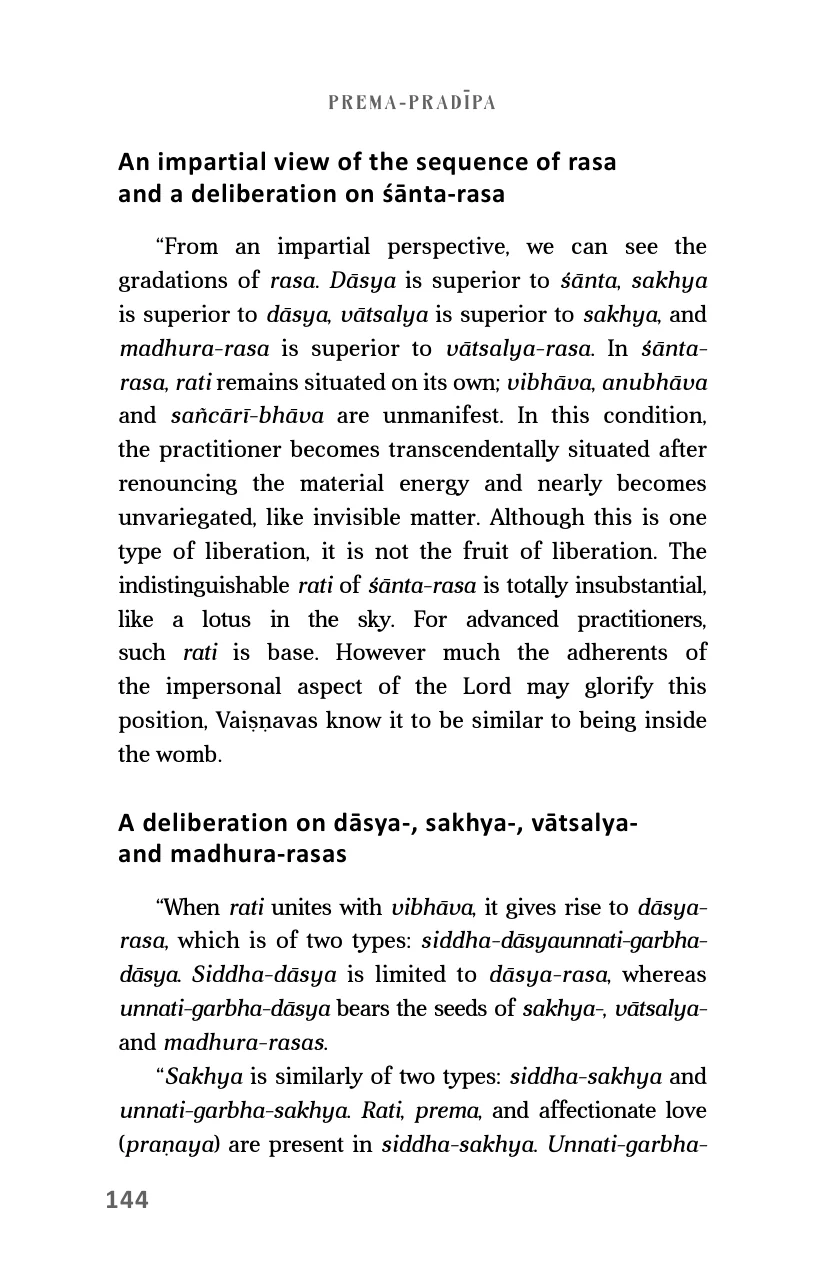 PREMA-PRADĪPA
An impartial view of the sequence of rasa
and a deliberation on śānta-rasa
“From an impartial perspective, we can see the
gradations of rasa. Dāsya is superior to śānta, sakhya
is superior to dāsya, vātsalya is superior to sakhya, and
madhura-rasa is superior to vātsalya-rasa. In śānta-
rasa, rati remains situated on its own; vibhāva, anubhāva
and sañcārī-bhāva are unmanifest. In this condition,
the practitioner becomes transcendentally situated after
renouncing the material energy and nearly becomes
unvariegated, like invisible matter. Although this is one
type of liberation, it is not the fruit of liberation. The
indistinguishable rati of śānta-rasa is totally insubstantial,
like a lotus in the sky. For advanced practitioners,
such rati is base. However much the adherents of
the impersonal aspect of the Lord may glorify this
position, Vaiṣṇavas know it to be similar to being inside
the womb.
A deliberation on dāsya-, sakhya-, vātsalya-
and madhura-rasas
“When rati unites with vibhāva, it gives rise to dāsya-
rasa, which is of two types: siddha-dāsyaunnati-garbha-
dāsya. Siddha-dāsya is limited to dāsya-rasa, whereas
unnati-garbha-dāsya bears the seeds of sakhya-, vātsalya-
and madhura-rasas.
“Sakhya is similarly of two types: siddha-sakhya and
unnati-garbha-sakhya. Rati, prema, and affectionate love
(praṇaya) are present in siddha-sakhya. Unnati-garbha-
144